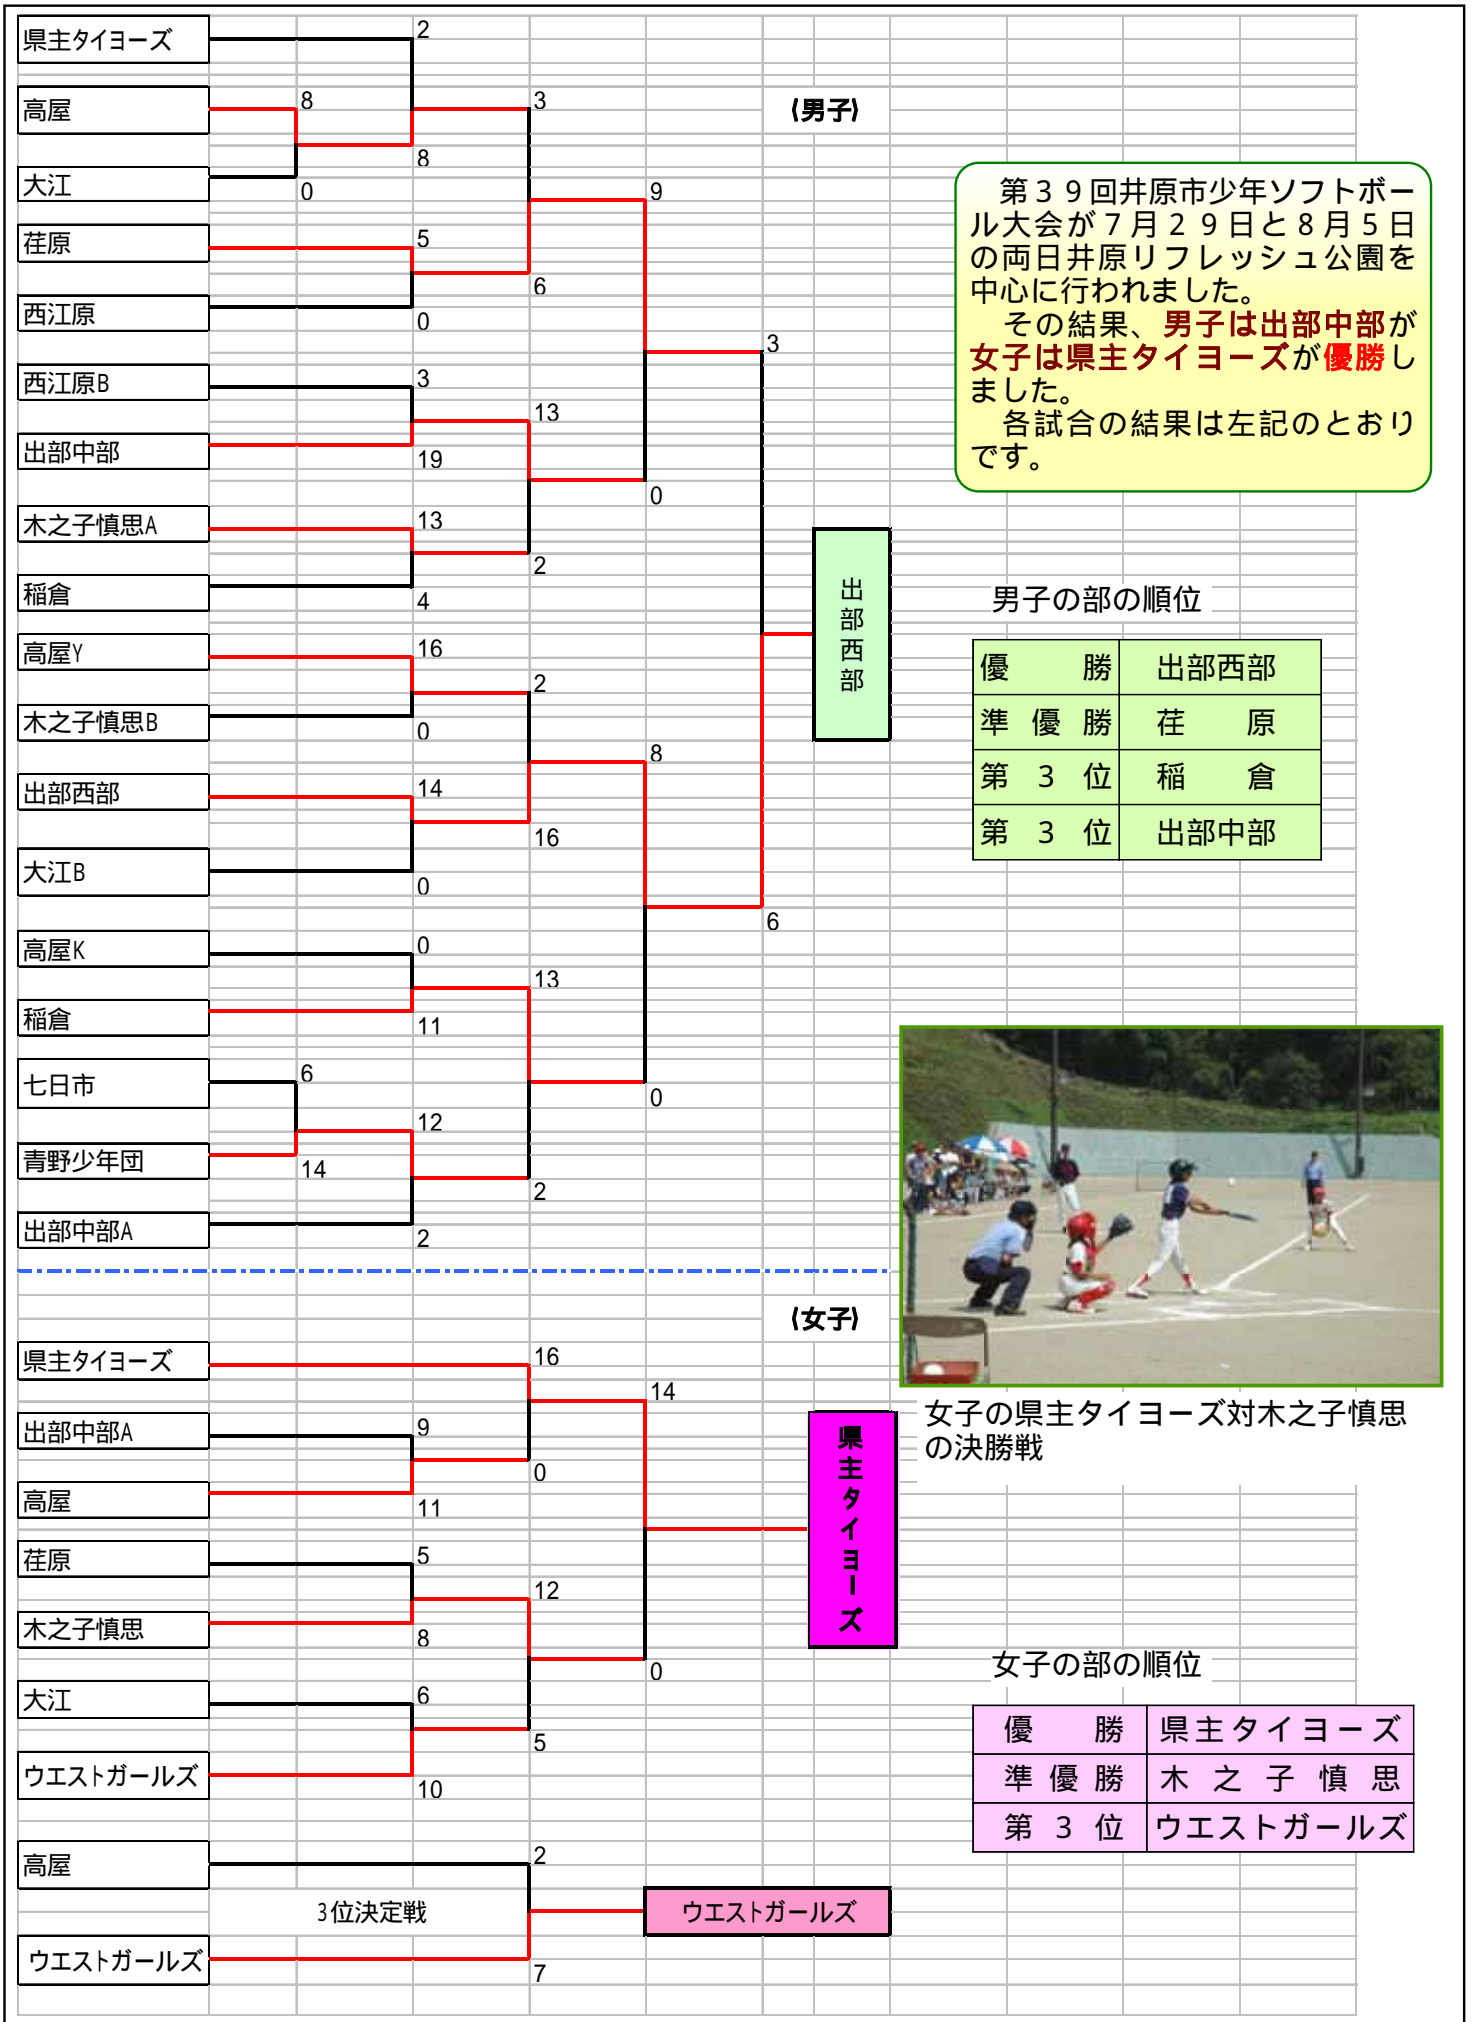 県主タイヨーズ
2
高屋
8
3
(男子)
8
大江
0
9
荏原
5
6
西江原
0
3
西江原B
3
13
出部中部
19
0
木之子慎思A
13
2
稲倉
4
高屋Y
16
2
木之子慎思B
0
8
出部西部
14
16
大江B
0
6
高屋K
0
13
稲倉
11
七日市
6
0
12
青野少年団
14
2
出部中部A
2
出部西部
第39回井原市少年ソフトボー
ル大会が7月29日と8月5日
の両日井原リフレッシュ公園を
中心に行われました。
その結果、男子は出部中部が
女子は県主タイヨーズが優勝し
ました。
各試合の結果は左記のとおり
です。
男子の部の順位
優勝 出部西部
準優勝 荏原
第3位 稲倉
第3位 出部中部
(女子)
県主タイヨーズ
16
14
出部中部A
9
0
高屋
11
荏原
5
12
木之子慎思
8
0
大江
6
5
ウエストガールズ
10
県主タイヨーズ
高屋
2
3位決定戦
ウエストガールズ
ウエストガールズ
7
女子の県主タイヨーズ対木之子慎思
の決勝戦
女子の部の順位
優勝 県主タイヨーズ
準優勝 木之子慎思
第3位 ウエストガールズ